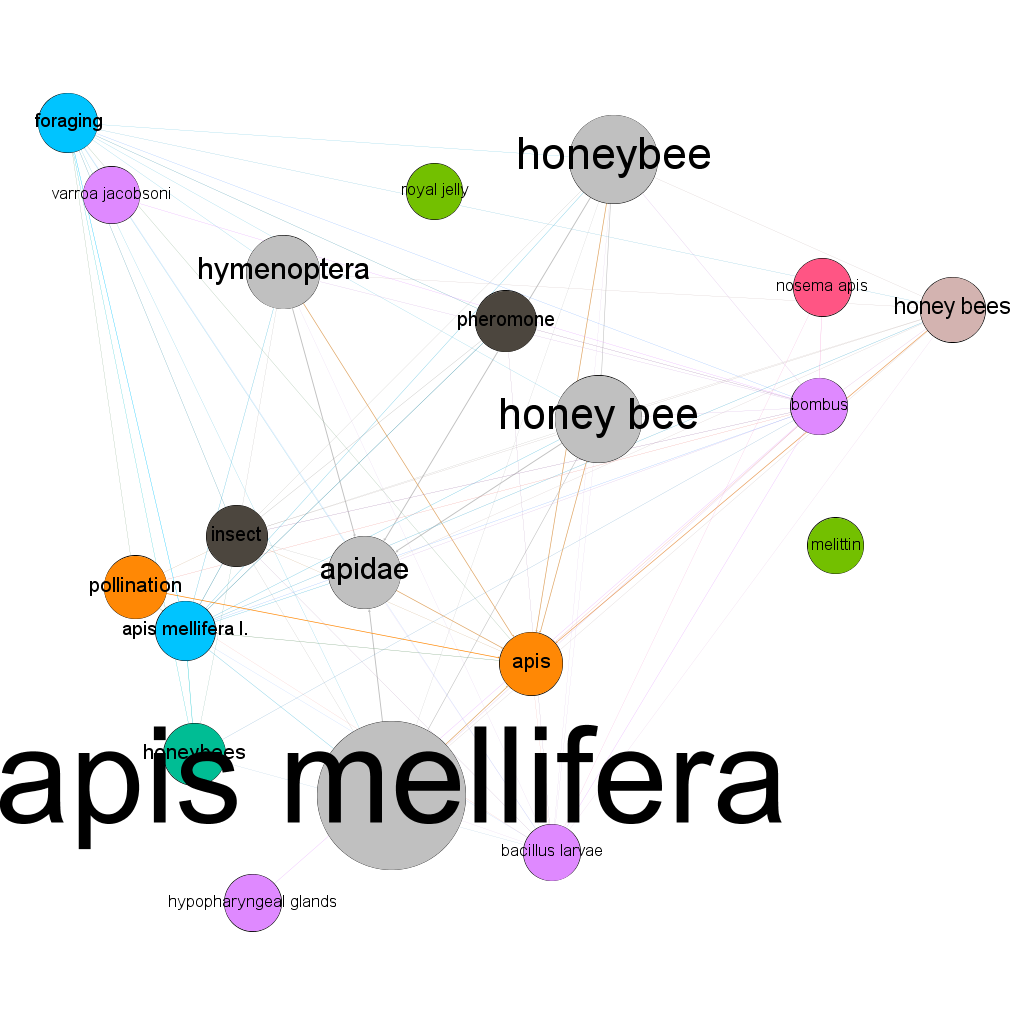 foraging
honeybee
varroa jacobsoni
royal jelly
hymenoptera
nosema apis
honey bees
pheromone
bombus
honey bee
insect
melittin
apidae
pollination
apis mellifera l.
apis
honeybees
apis mellifera
bacillus larvae
hypopharyngeal glands